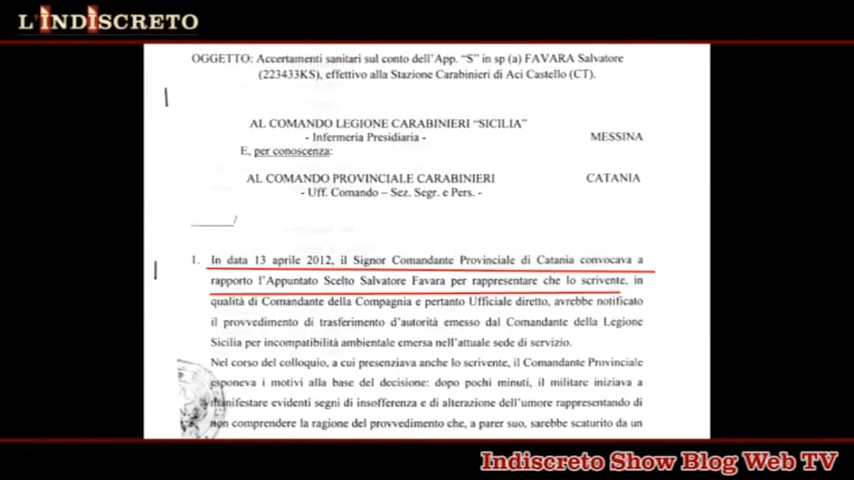 L'INDISCRETO
OGGETTO: Accertamenti sanitari sul conto dell'App. "S" in sp (a) FAVARA Salvatore
(223433KS), effettivo alla Stazione Carabinieri di Aci Castello (CT).
AL COMANDO LEGIONE CARABINIERI "SICILIA"
- Infermeria Presidiaria - MESSINA
E, per conoscenza:
AL COMANDO PROVINCIALE CARABINIERI CATANIA
- Uff. Comando – Sez. Segr. e Pers. -
1. In data 13 aprile 2012, il Signor Comandante Provinciale di Catania convocava a
rapporto l'Appuntato Scelto Salvatore Favara per rappresentare che lo scrivente, in
qualità di Comandante della Compagnia e pertanto Ufficiale diretto, avrebbe notificato
il provvedimento di trasferimento d'autorità emesso dal Comandante della Legione
Sicilia per incompatibilità ambientale emersa nell'attuale sede di servizio.
Nel corso del colloquio, a cui presenziava anche lo scrivente, il Comandante Provinciale
esponeva i motivi alla base del decisione: dopo pochi minuti, il militare iniziava a
manifestare evidenti segni di insofferenza e di alterazione dell'umore rappresentando di
non comprendere la ragione del provvedimento che, a parer suo, sarebbe scaturito da un
Indiscreto Show Blog Web TV